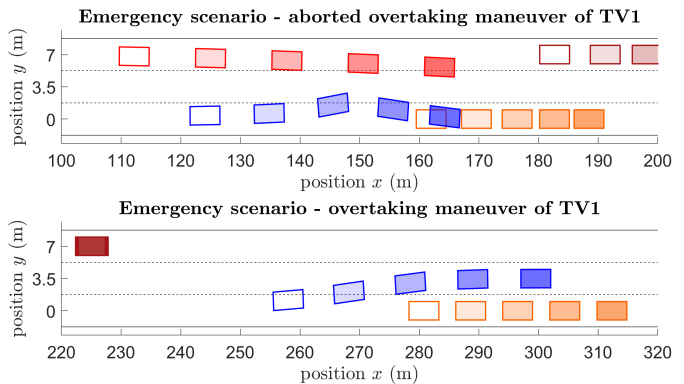 Emergency scenario - aborted overtaking maneuver of TV1
position y (m)
7
3.5
0
100 110 120 130 140 150 160 170 180 190 200
position x (m)
Emergency scenario - overtaking maneuver of TV1
position y (m)
7
3.5
0
220 230 240 250 260 270 280 290 300 310 320
position x (m)